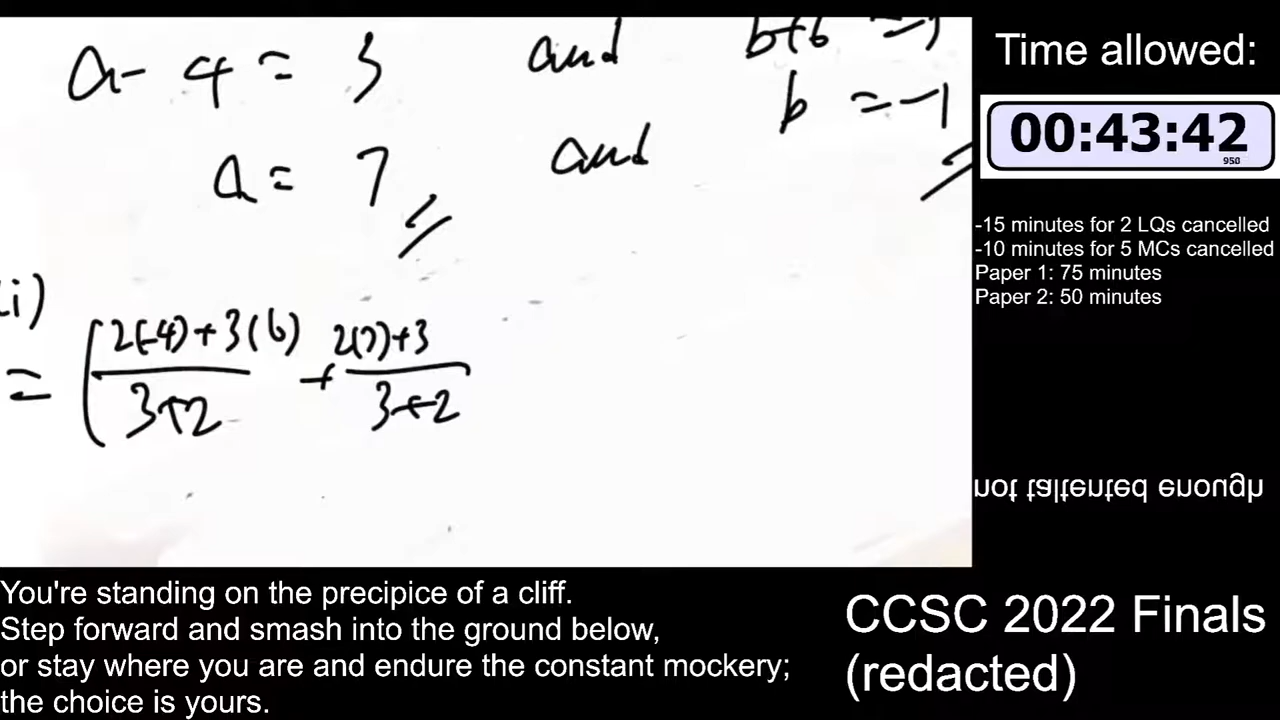 a - 4 = 3 and b+6 = -1
b = -1
a = 7 and
ii)
= (2(-4)+3(6) / 3+2 + 2(7)+3 / 3+2
Time allowed:
00:43:42
950
-15 minutes for 2 LQs cancelled
-10 minutes for 5 MCs cancelled
Paper 1: 75 minutes
Paper 2: 50 minutes
not taltented enough
You're standing on the precipice of a cliff.
Step forward and smash into the ground below,
or stay where you are and endure the constant mockery;
the choice is yours.
CCSC 2022 Finals
(redacted)